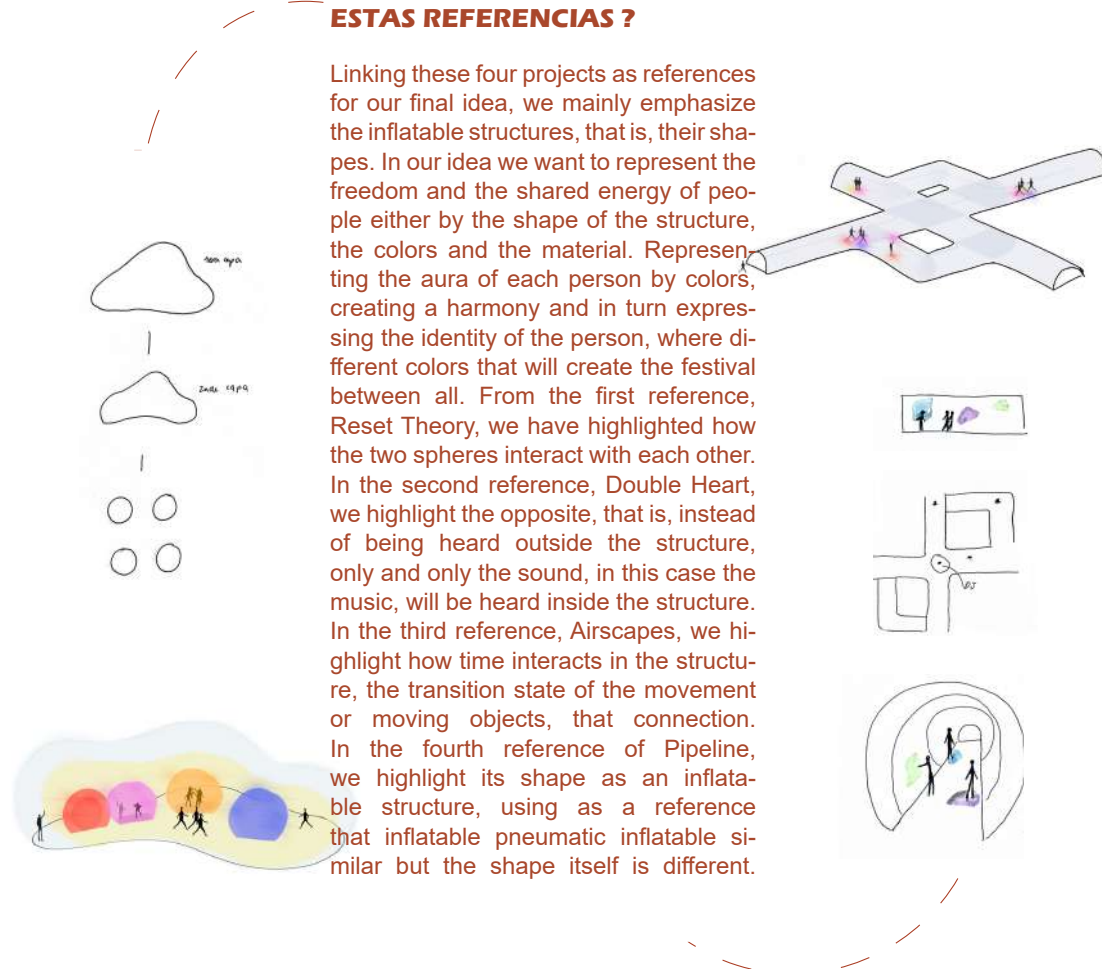 ESTAS REFERENCIAS ?
Linking these four projects as references
for our final idea, we mainly emphasize
the inflatable structures, that is, their sha-
pes. In our idea we want to represent the
freedom and the shared energy of peo-
ple either by the shape of the structure,
the colors and the material. Represen-
ting the aura of each person by colors,
creating a harmony and in turn expres-
sing the identity of the person, where di-
fferent colors that will create the festival
between all. From the first reference,
Reset Theory, we have highlighted how
the two spheres interact with each other.
In the second reference, Double Heart,
we highlight the opposite, that is, instead
of being heard outside the structure,
only and only the sound, in this case the
music, will be heard inside the structure.
In the third reference, Airscapes, we hi-
ghlight how time interacts in the structu-
re, the transition state of the movement
or moving objects, that connection.
In the fourth reference of Pipeline,
we highlight its shape as an inflata-
ble structure, using as a reference
that inflatable pneumatic inflatable si-
milar but the shape itself is different.
capa
capa
DJ